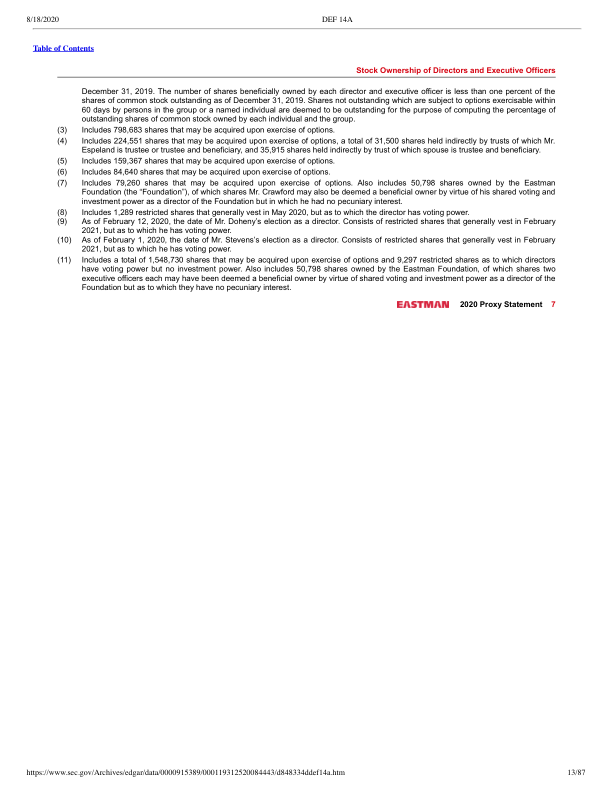 8/18/2020 DEF 14A
Table of Contents
Stock Ownership of Directors and Executive Officers
December 31, 2019. The number of shares beneficially owned by each director and executive officer is less than one percent of the
shares of common stock outstanding as of December 31, 2019. Shares not outstanding which are subject to options exercisable within
60 days by persons in the group or a named individual are deemed to be outstanding for the purpose of computing the percentage of
outstanding shares of common stock owned by each individual and the group.
(3) Includes 798,683 shares that may be acquired upon exercise of options.
(4) Includes 224,551 shares that may be acquired upon exercise of options, a total of 31,500 shares held indirectly by trusts of which Mr.
Espeland is trustee or trustee and beneficiary, and 35,915 shares held indirectly by trust of which spouse is trustee and beneficiary.
(5) Includes 159,367 shares that may be acquired upon exercise of options.
(6) Includes 84,640 shares that may be acquired upon exercise of options.
(7) Includes 79,260 shares that may be acquired upon exercise of options. Also includes 50,798 shares owned by the Eastman
Foundation (the “Foundation”), of which shares Mr. Crawford may also be deemed a beneficial owner by virtue of his shared voting and
investment power as a director of the Foundation but in which he had no pecuniary interest.
(8) Includes 1,289 restricted shares that generally vest in May 2020, but as to which the director has voting power.
(9) As of February 12, 2020, the date of Mr. Doheny’s election as a director. Consists of restricted shares that generally vest in February
2021, but as to which he has voting power.
(10) As of February 1, 2020, the date of Mr. Stevens’s election as a director. Consists of restricted shares that generally vest in February
2021, but as to which he has voting power.
(11) Includes a total of 1,548,730 shares that may be acquired upon exercise of options and 9,297 restricted shares as to which directors
have voting power but no investment power. Also includes 50,798 shares owned by the Eastman Foundation, of which shares two
executive officers each may have been deemed a beneficial owner by virtue of shared voting and investment power as a director of the
Foundation but as to which they have no pecuniary interest.
EASTMAN 2020 Proxy Statement 7
https://www.sec.gov/Archives/edgar/data/0000915389/000119312520084443/d848334ddef14a.htm 13/87